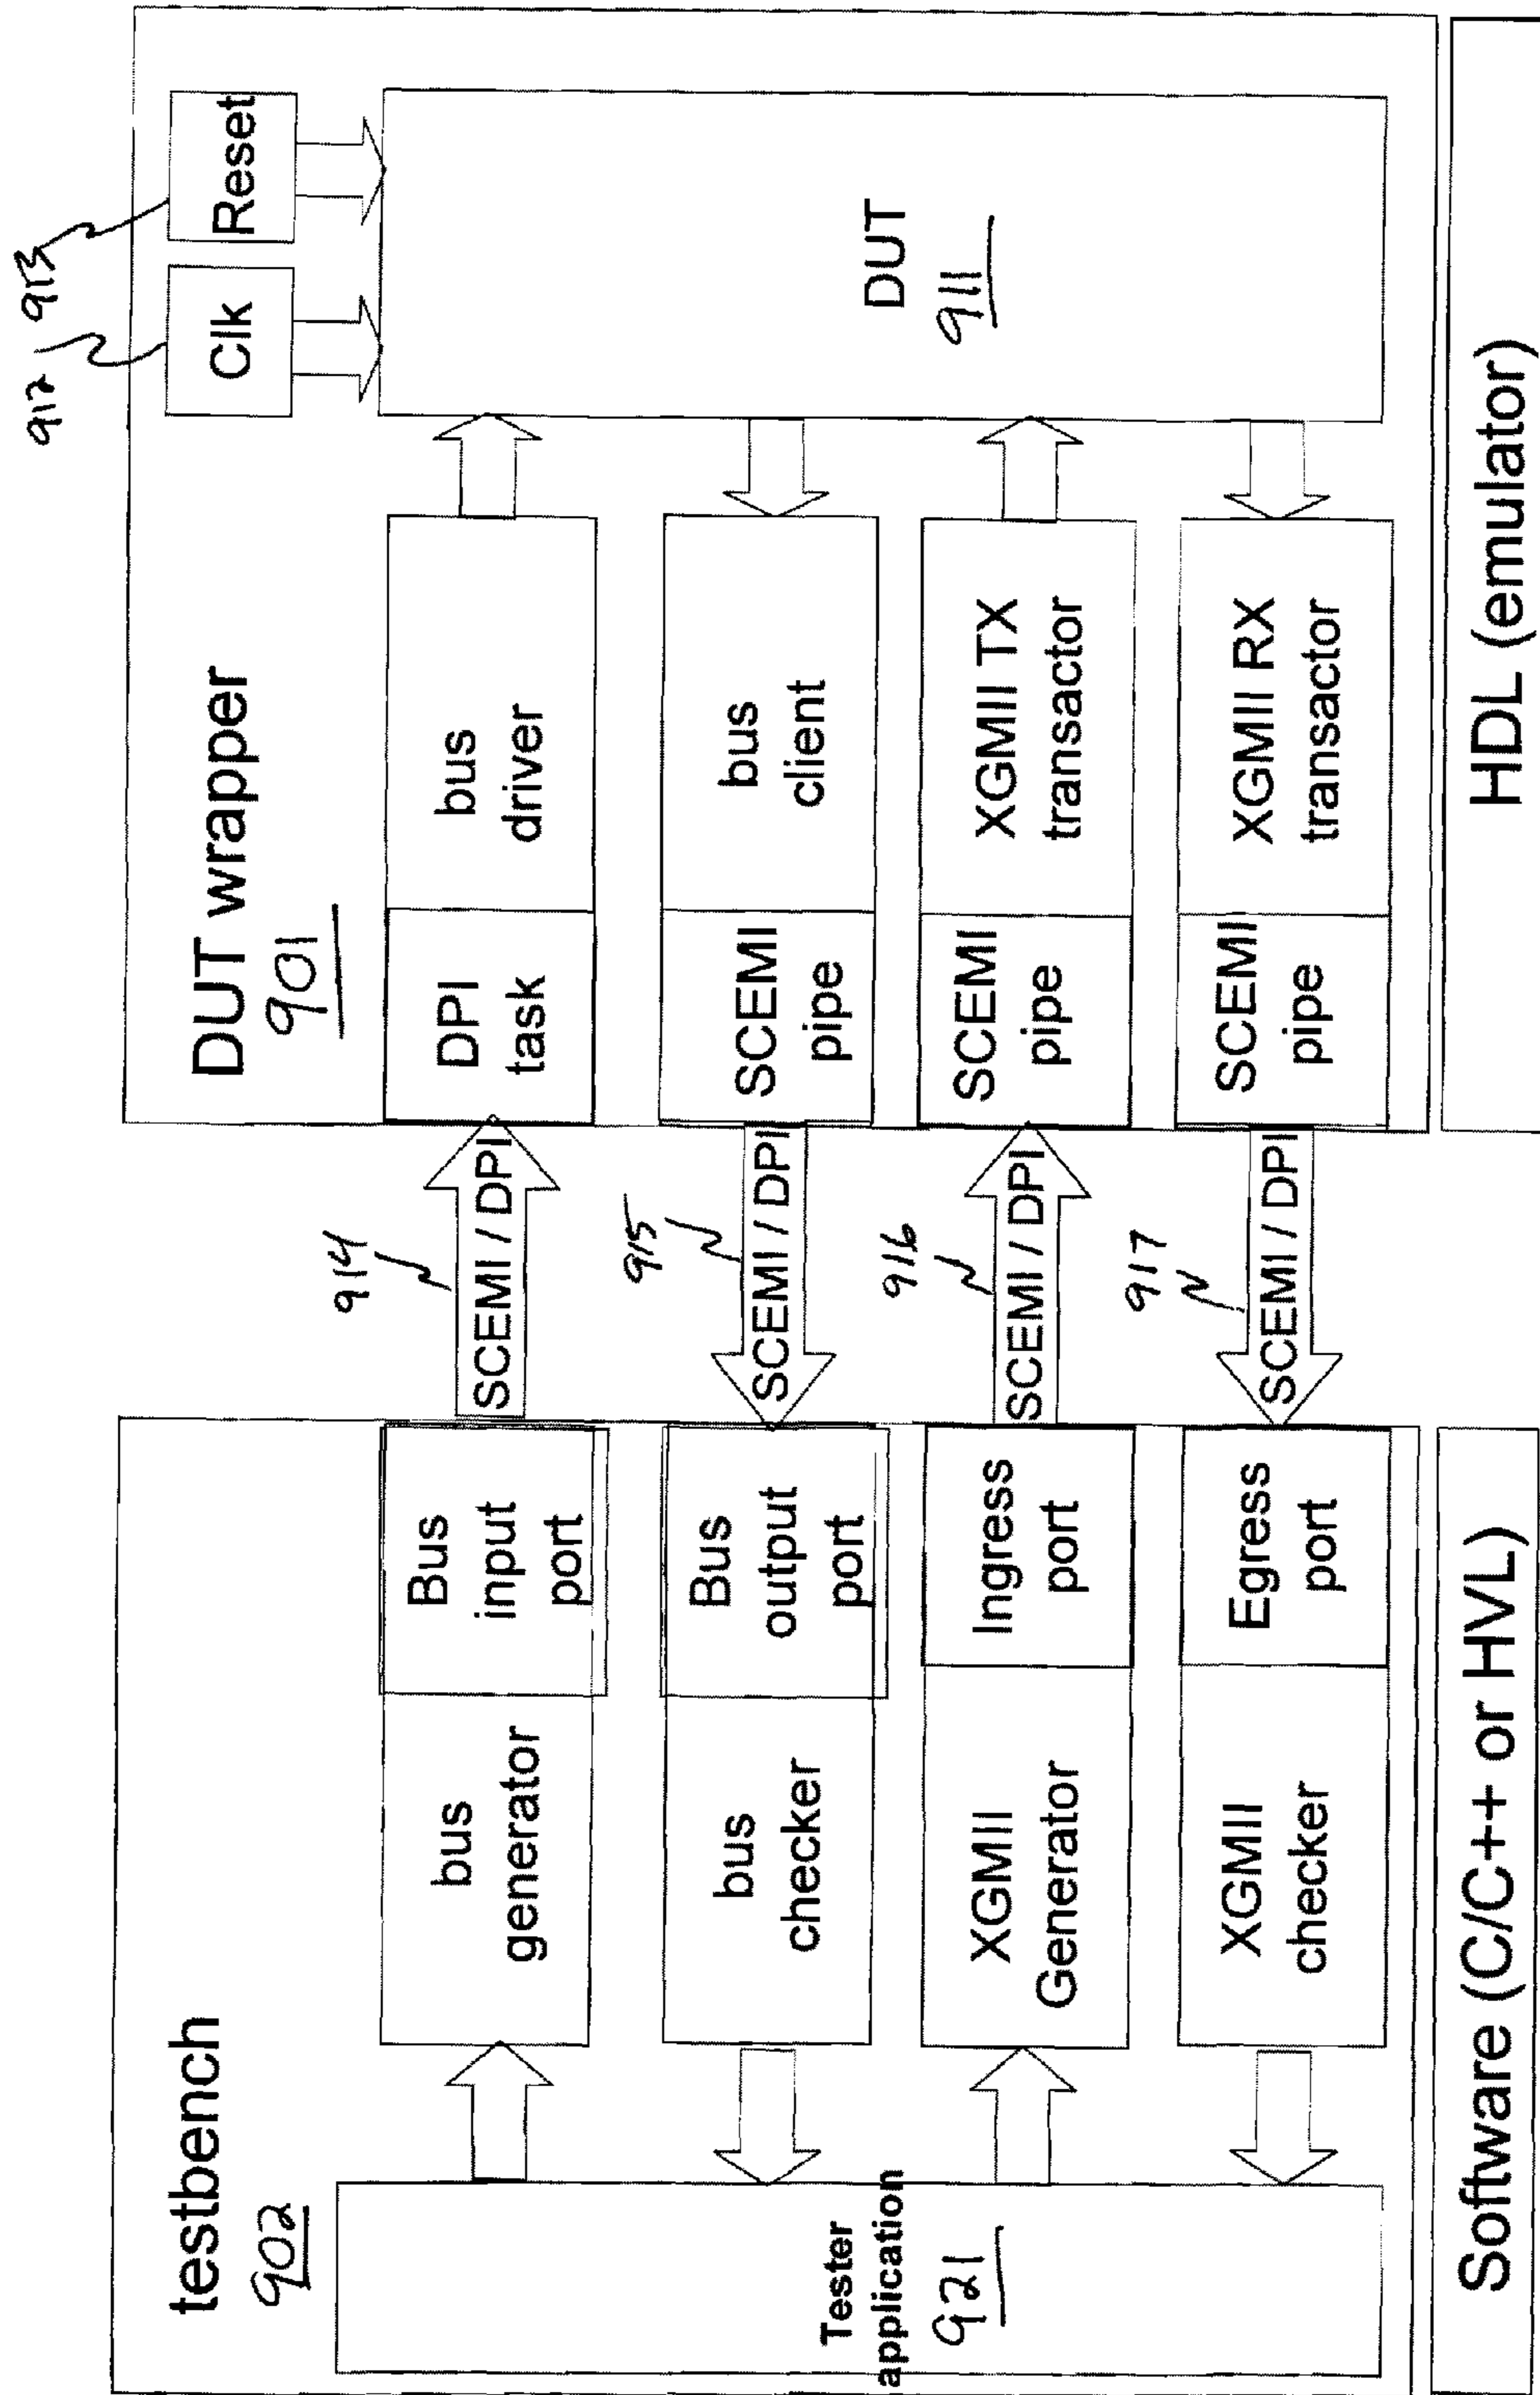 testbench
902
Tester
application
921
bus
generator
Bus
input
port
bus
checker
Bus
output
port
XGMII
Generator
Ingress
port
XGMII
checker
Egress
port
Software (C/C++ or HVL)
914
SCEMI / DPI
915
SCEMI / DPI
916
SCEMI / DPI
917
SCEMI / DPI
DUT wrapper
901
DPI
task
bus
driver
SCEMI
pipe
bus
client
SCEMI
pipe
XGMII TX
transactor
SCEMI
pipe
XGMII RX
transactor
912
913
Clk
Reset
DUT
911
HDL (emulator)